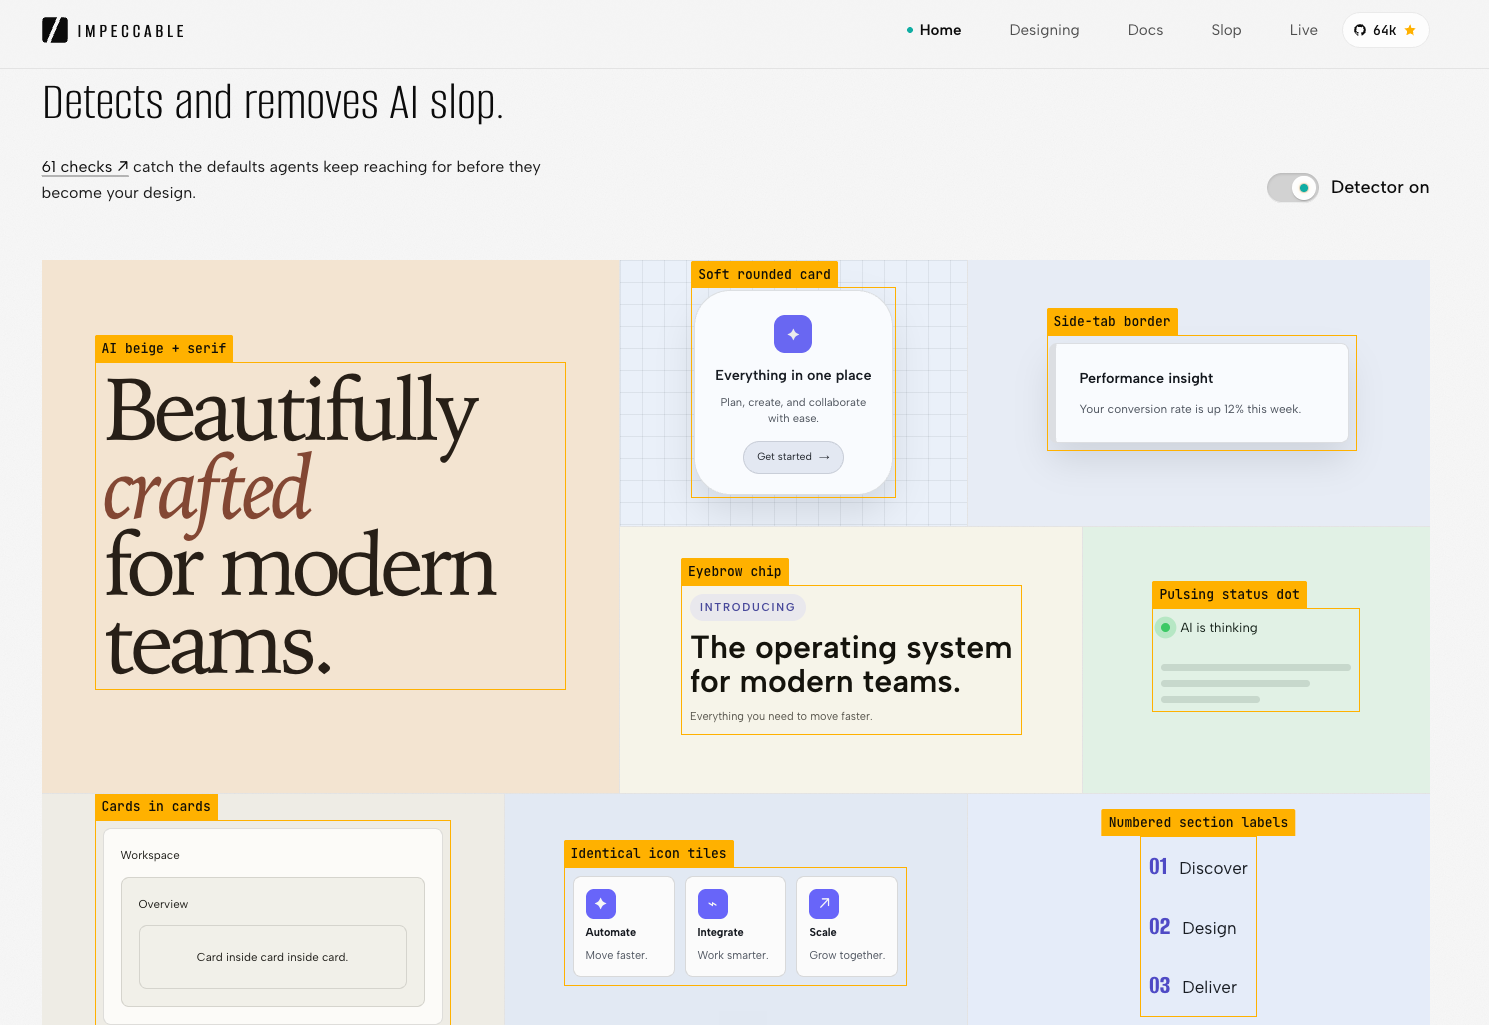 IMPECCABLE
Home
Designing
Docs
Slop
Live
64k
Detects and removes AI slop.
61 checks ↗ catch the defaults agents keep reaching for before they
become your design.
Detector on
AI beige + serif
Beautifully
crafted
for modern
teams.
Soft rounded card
Everything in one place
Plan, create, and collaborate
with ease.
Get started →
Side-tab border
Performance insight
Your conversion rate is up 12% this week.
Eyebrow chip
INTRODUCING
The operating system
for modern teams.
Everything you need to move faster.
Pulsing status dot
AI is thinking
Cards in cards
Workspace
Overview
Card inside card inside card.
Identical icon tiles
Automate
Move faster.
Integrate
Work smarter.
Scale
Grow together.
Numbered section labels
01 Discover
02 Design
03 Deliver